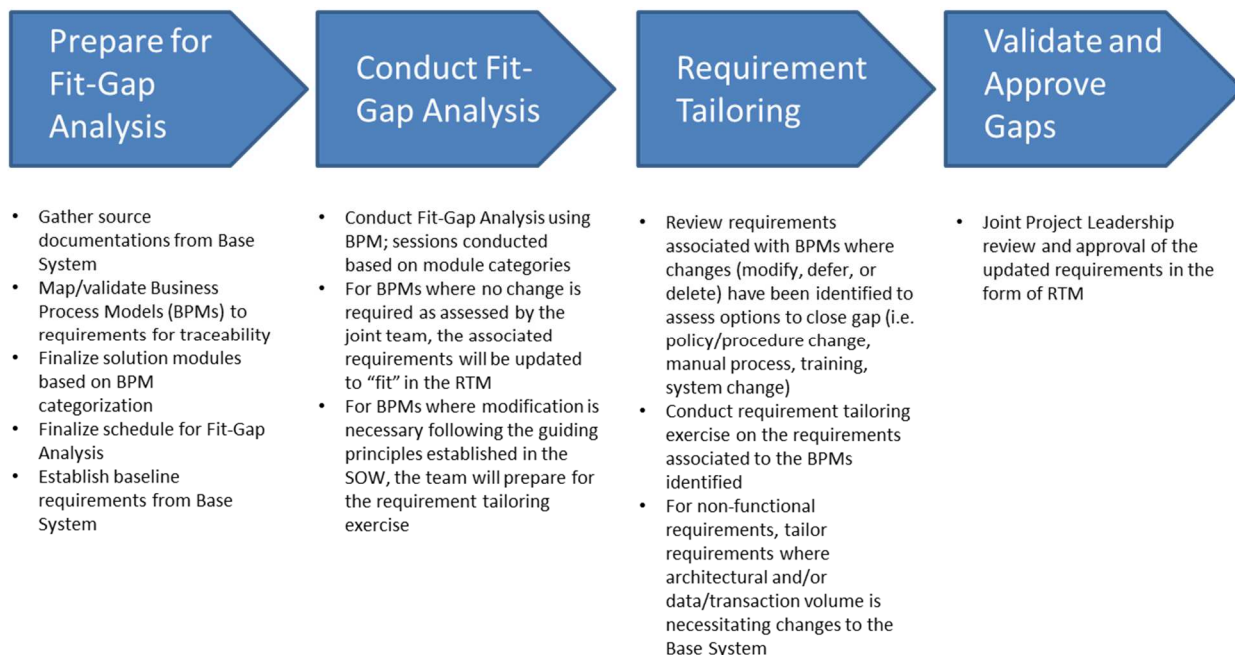 Prepare for
Fit-Gap
Analysis
Conduct Fit-
Gap Analysis
Requirement
Tailoring
Validate and
Approve
Gaps
• Gather source
documentations from Base
System
• Map/validate Business
Process Models (BPMs) to
requirements for traceability
• Finalize solution modules
based on BPM
categorization
• Finalize schedule for Fit-Gap
Analysis
• Establish baseline
requirements from Base
System
• Conduct Fit-Gap Analysis using
BPM; sessions conducted
based on module categories
• For BPMs where no change is
required as assessed by the
joint team, the associated
requirements will be updated
to “fit” in the RTM
• For BPMs where modification is
necessary following the guiding
principles established in the
SOW, the team will prepare for
the requirement tailoring
exercise
• Review requirements
associated with BPMs where
changes (modify, defer, or
delete) have been identified to
assess options to close gap (i.e.
policy/procedure change,
manual process, training,
system change)
• Conduct requirement tailoring
exercise on the requirements
associated to the BPMs
identified
• For non-functional
requirements, tailor
requirements where
architectural and/or
data/transaction volume is
necessitating changes to the
Base System
• Joint Project Leadership
review and approval of the
updated requirements in the
form of RTM